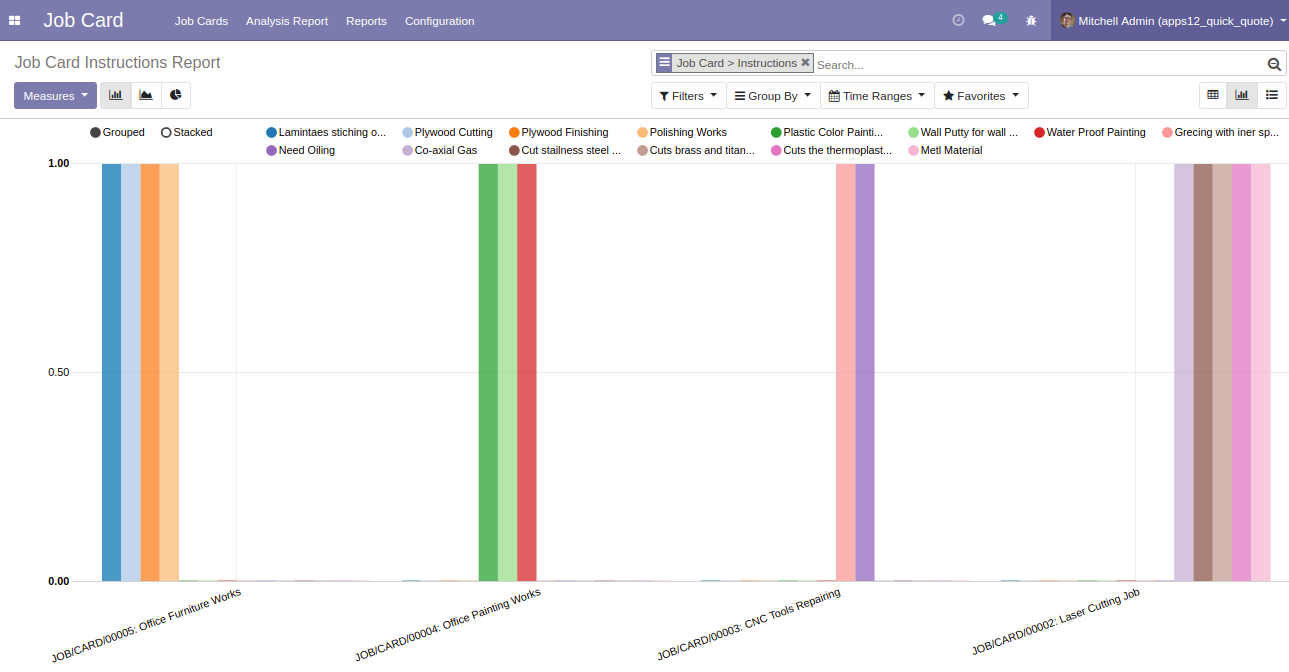 Job Card Job Cards Analysis Report Reports Configuration 4 Mitchell Admin (apps12_quick_quote)
Job Card Instructions Report
Job Card > Instructions Search...
Measures Filters Group By Time Ranges Favorites
Grouped Stacked Lamintaes stiching o... Plywood Cutting Plywood Finishing Polishing Works Plastic Color Painti... Wall Putty for wall ... Water Proof Painting Grecing with iner sp...
Need Oiling Co-axial Gas Cut stailness steel ... Cuts brass and titan... Cuts the thermoplast... Metl Material
1.00
0.50
0.00
JOB/CARD/00005: Office Furniture Works
JOB/CARD/00004: Office Painting Works
JOB/CARD/00003: CNC Tools Repairing
JOB/CARD/00002: Laser Cutting Job